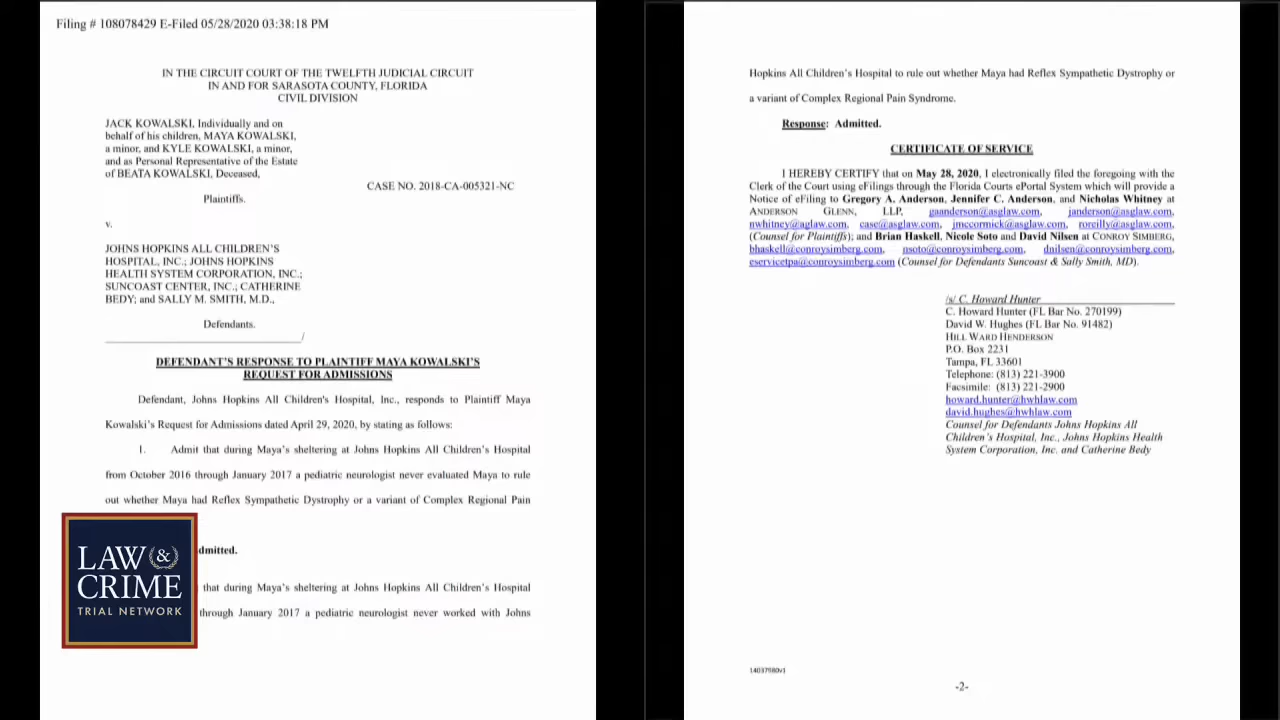 Filing # 108078429 E-Filed 05/28/2020 03:38:18 PM
IN THE CIRCUIT COURT OF THE TWELFTH JUDICIAL CIRCUIT
IN AND FOR SARASOTA COUNTY, FLORIDA
CIVIL DIVISION
JACK KOWALSKI, Individually and on
behalf of his children, MAYA KOWALSKI,
a minor, and KYLE KOWALSKI, a minor,
and as Personal Representative of the Estate
of BEATA KOWALSKI, Deceased,
CASE NO. 2018-CA-005321-NC
Plaintiffs.
v.
JOHNS HOPKINS ALL CHILDREN'S
HOSPITAL, INC.; JOHNS HOPKINS
HEALTH SYSTEM CORPORATION, INC.;
SUNCOAST CENTER, INC.; CATHERINE
BEDY; and SALLY M. SMITH, M.D.,
Defendants.
/
DEFENDANT'S RESPONSE TO PLAINTIFF MAYA KOWALSKI'S
REQUEST FOR ADMISSIONS
Defendant, Johns Hopkins All Children's Hospital, Inc., responds to Plaintiff Maya
Kowalski's Request for Admissions dated April 29, 2020, by stating as follows:
1. Admit that during Maya's sheltering at Johns Hopkins All Children's Hospital
from October 2016 through January 2017 a pediatric neurologist never evaluated Maya to rule
out whether Maya had Reflex Sympathetic Dystrophy or a variant of Complex Regional Pain
dmitted.
that during Maya's sheltering at Johns Hopkins All Children's Hospital
through January 2017 a pediatric neurologist never worked with Johns
LAW & CRIME
TRIAL NETWORK
Hopkins All Children's Hospital to rule out whether Maya had Reflex Sympathetic Dystrophy or
a variant of Complex Regional Pain Syndrome.
Response: Admitted.
CERTIFICATE OF SERVICE
I HEREBY CERTIFY that on May 28, 2020, I electronically filed the foregoing with the
Clerk of the Court using eFilings through the Florida Courts ePortal System which will provide a
Notice of eFiling to Gregory A. Anderson, Jennifer C. Anderson, and Nicholas Whitney at
ANDERSON GLENN, LLP, gaanderson@asglaw.com, janderson@asglaw.com,
nwhitney@aglaw.com, case@asglaw.com, jmccormick@asglaw.com, roreilly@asglaw.com,
(Counsel for Plaintiffs); and Brian Haskell, Nicole Soto and David Nilsen at CONROY SIMBERG,
bhaskell@conroysimberg.com, nsoto@conroysimberg.com, dnilsen@conroysimberg.com,
eservicetpa@conroysimberg.com (Counsel for Defendants Suncoast & Sally Smith, MD).
/s/ C. Howard Hunter
C. Howard Hunter (FL Bar No. 270199)
David W. Hughes (FL Bar No. 91482)
HILL WARD HENDERSON
P.O. Box 2231
Tampa, FL 33601
Telephone: (813) 221-3900
Facsimile: (813) 221-2900
howard.hunter@hwhlaw.com
david.hughes@hwhlaw.com
Counsel for Defendants Johns Hopkins All
Children's Hospital, Inc., Johns Hopkins Health
System Corporation, Inc. and Catherine Bedy
14037980v1
-2-